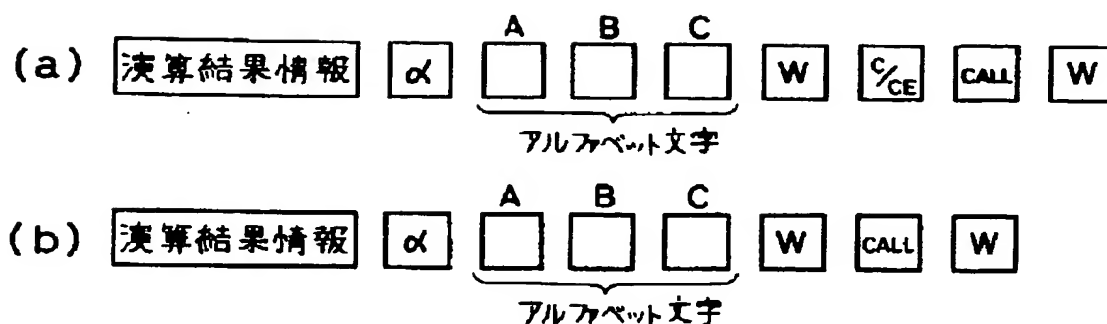 A B C
(a) 演算結果情報 α W C/CE CALL W
アルファベット文字
A B C
(b) 演算結果情報 α W CALL W
アルファベット文字